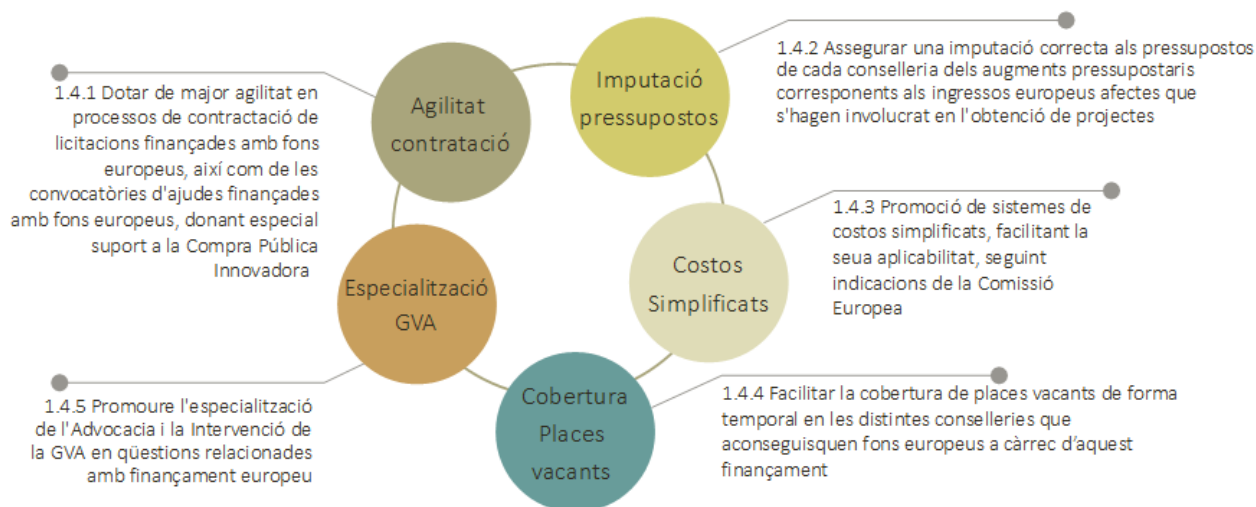 Agilitat
contratació
1.4.1 Dotar de major agilitat en
processos de contractació de
licitacions finançades amb fons
europeus, així com de les
convocatòries d'ajudes finançades
amb fons europeus, donant especial
suport a la Compra Pública
Innovadora
Imputació
pressupostos
1.4.2 Assegurar una imputació correcta als pressupostos
de cada conselleria dels augments pressupostaris
corresponents als ingressos europeus afectes que
s'hagen involucrat en l'obtenció de projectes
Costos
Simplificats
1.4.3 Promoció de sistemes de
costos simplificats, facilitant la
seua aplicabilitat, seguint
indicacions de la Comissió
Europea
Cobertura
Places
vacants
1.4.4 Facilitar la cobertura de places vacants de forma
temporal en les distintes conselleries que
aconseguisquen fons europeus a càrrec d’aquest
finançament
Especialització
GVA
1.4.5 Promoure l'especialització
de l'Advocacia i la Intervenció de
la GVA en qüestions relacionades
amb finançament europeu